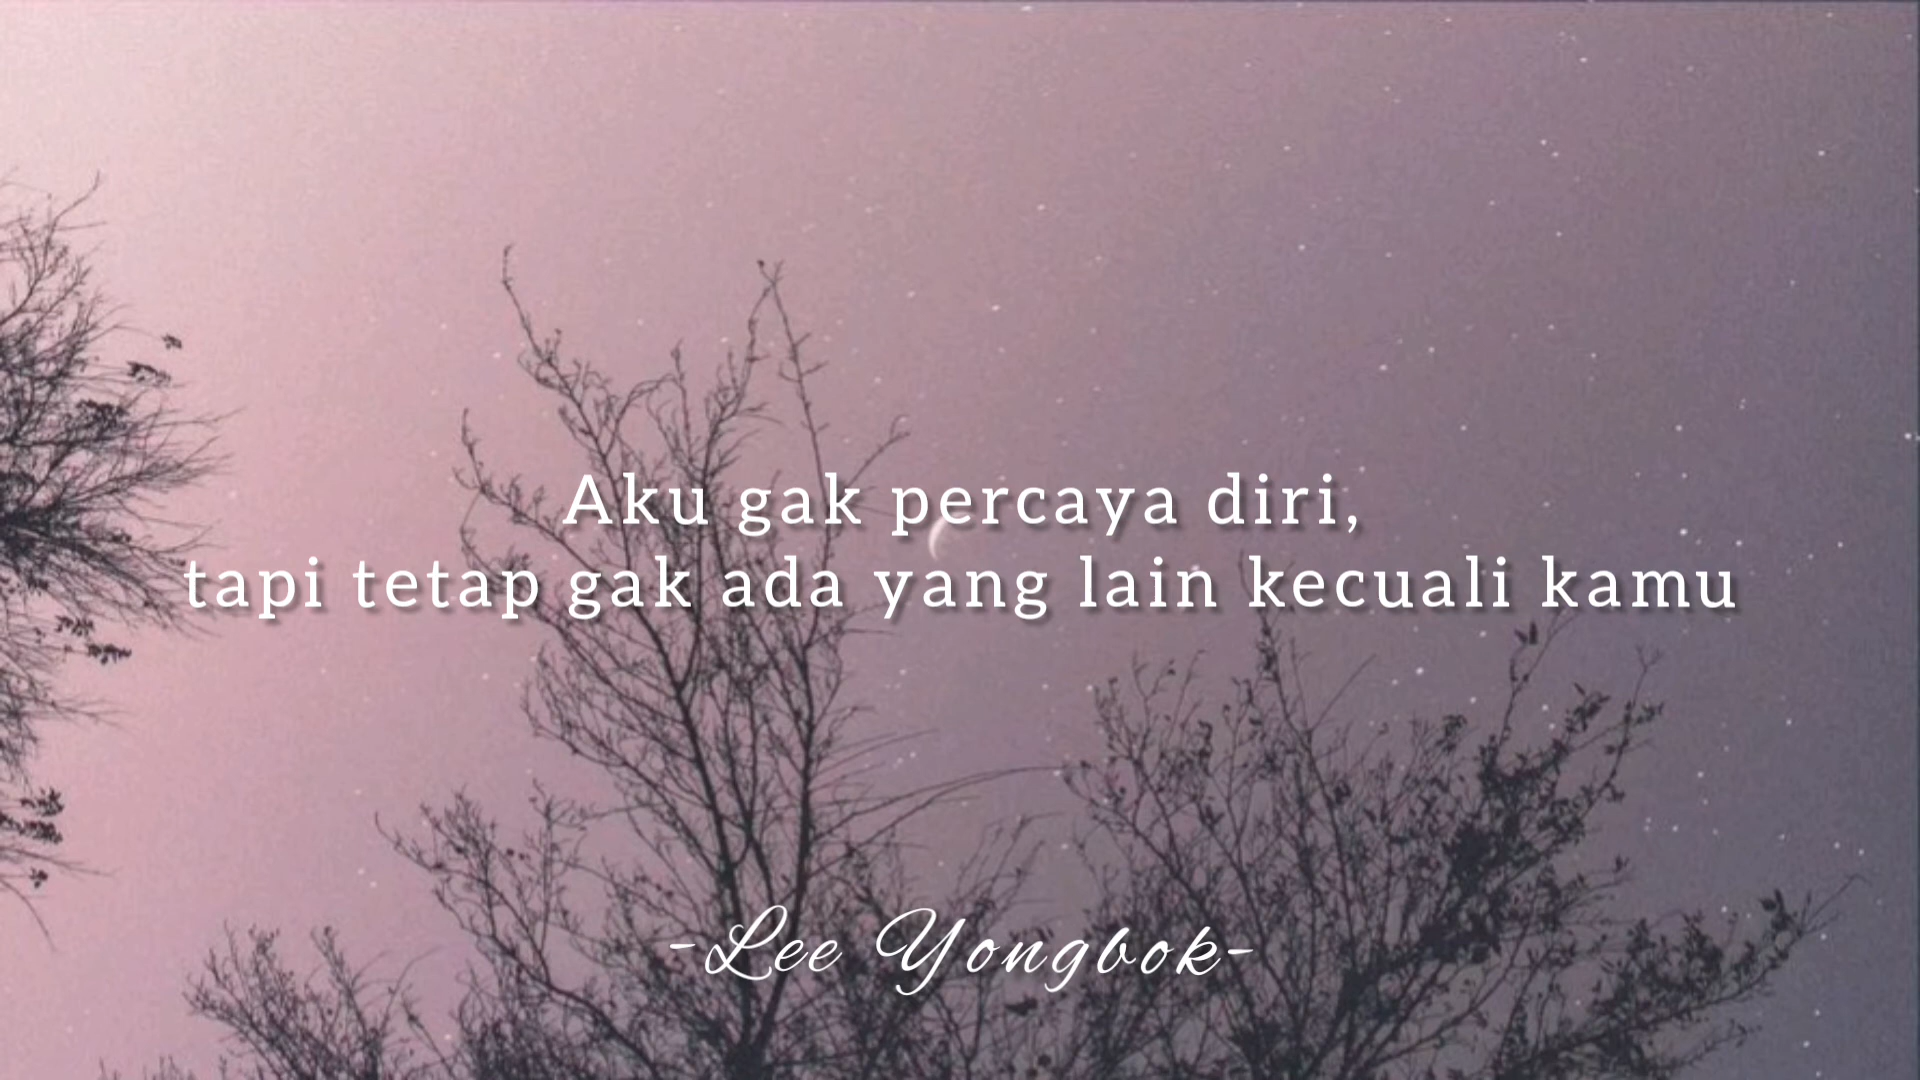 Aku gak percaya diri,
tapi tetap gak ada yang lain kecuali kamu
-Lee Yongbok-